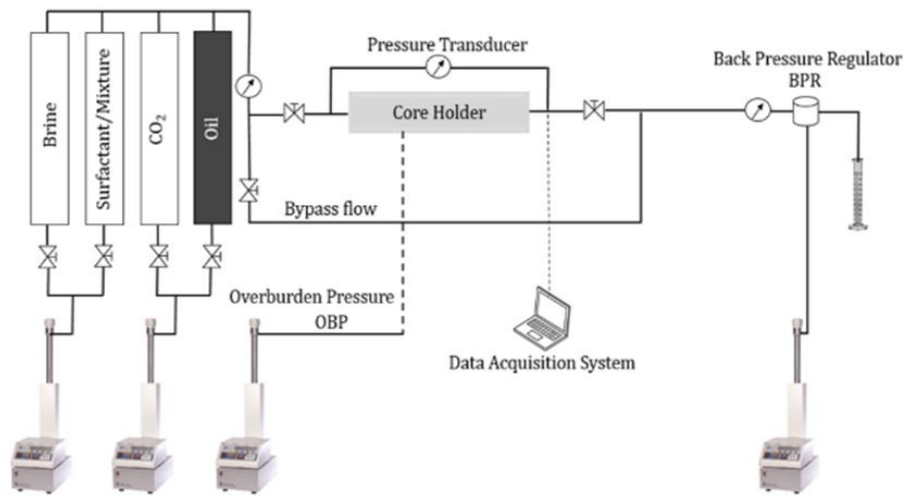 Brine
Surfactant/Mixture
CO₂
Oil
Pressure Transducer
Core Holder
Back Pressure Regulator
BPR
Bypass flow
Overburden Pressure
OBP
Data Acquisition System